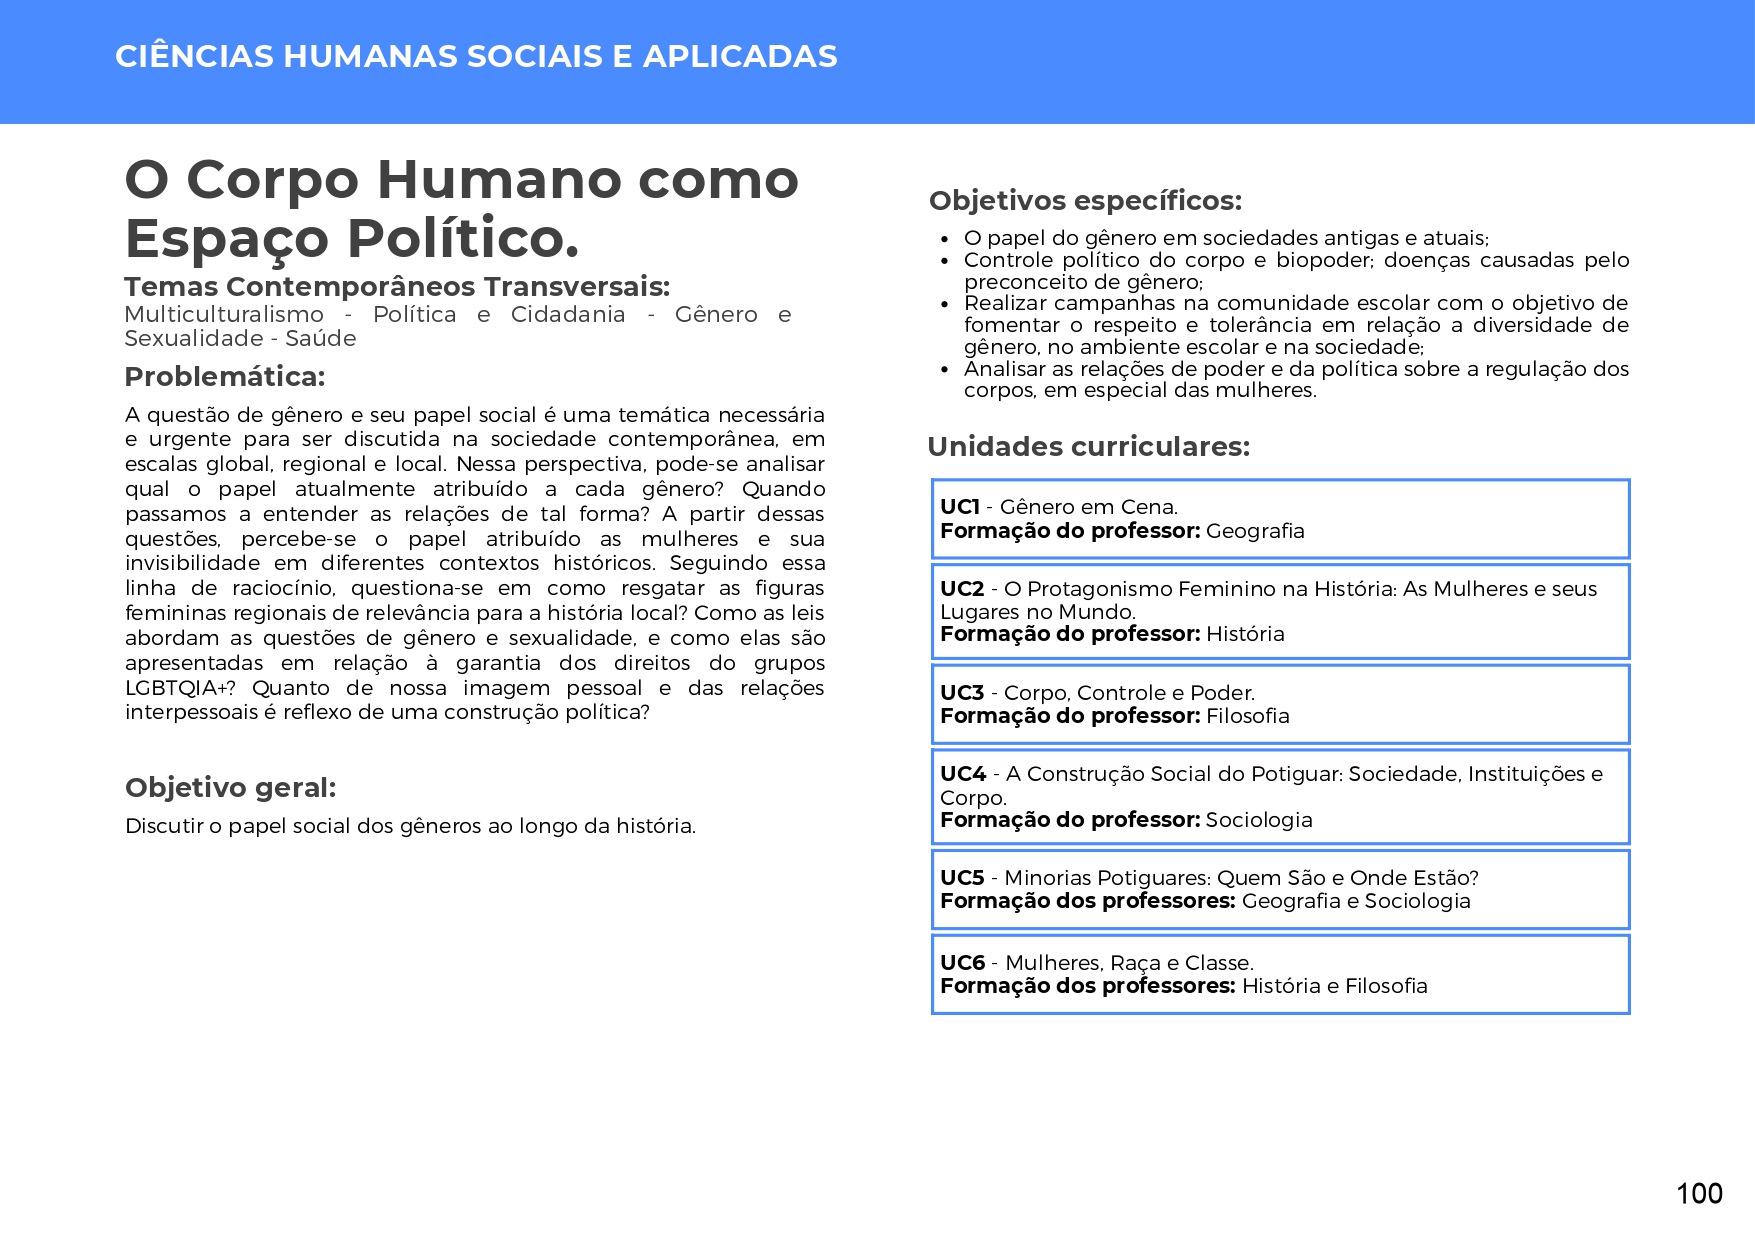 CIÊNCIAS HUMANAS SOCIAIS E APLICADAS
O Corpo Humano como
Espaço Político.
Temas Contemporâneos Transversais:
Multiculturalismo - Política e Cidadania - Gênero e
Sexualidade - Saúde
Problemática:
A questão de gênero e seu papel social é uma temática necessária
e urgente para ser discutida na sociedade contemporânea, em
escalas global, regional e local. Nessa perspectiva, pode-se analisar
qual o papel atualmente atribuído a cada gênero? Quando
passamos a entender as relações de tal forma? A partir dessas
questões, percebe-se o papel atribuído as mulheres e sua
invisibilidade em diferentes contextos históricos. Seguindo essa
linha de raciocínio, questiona-se em como resgatar as figuras
femininas regionais de relevância para a história local? Como as leis
abordam as questões de gênero e sexualidade, e como elas são
apresentadas em relação à garantia dos direitos do grupos
LGBTQIA+? Quanto de nossa imagem pessoal e das relações
interpessoais é reflexo de uma construção política?
Objetivo geral:
Discutir o papel social dos gêneros ao longo da história.
Objetivos específicos:
• O papel do gênero em sociedades antigas e atuais;
• Controle político do corpo e biopoder; doenças causadas pelo
preconceito de gênero;
• Realizar campanhas na comunidade escolar com o objetivo de
fomentar o respeito e tolerância em relação a diversidade de
gênero, no ambiente escolar e na sociedade;
• Analisar as relações de poder e da política sobre a regulação dos
corpos, em especial das mulheres.
Unidades curriculares:
UC1 - Gênero em Cena.
Formação do professor: Geografia
UC2 - O Protagonismo Feminino na História: As Mulheres e seus
Lugares no Mundo.
Formação do professor: História
UC3 - Corpo, Controle e Poder.
Formação do professor: Filosofia
UC4 - A Construção Social do Potiguar: Sociedade, Instituições e
Corpo.
Formação do professor: Sociologia
UC5 - Minorias Potiguares: Quem São e Onde Estão?
Formação dos professores: Geografia e Sociologia
UC6 - Mulheres, Raça e Classe.
Formação dos professores: História e Filosofia
100